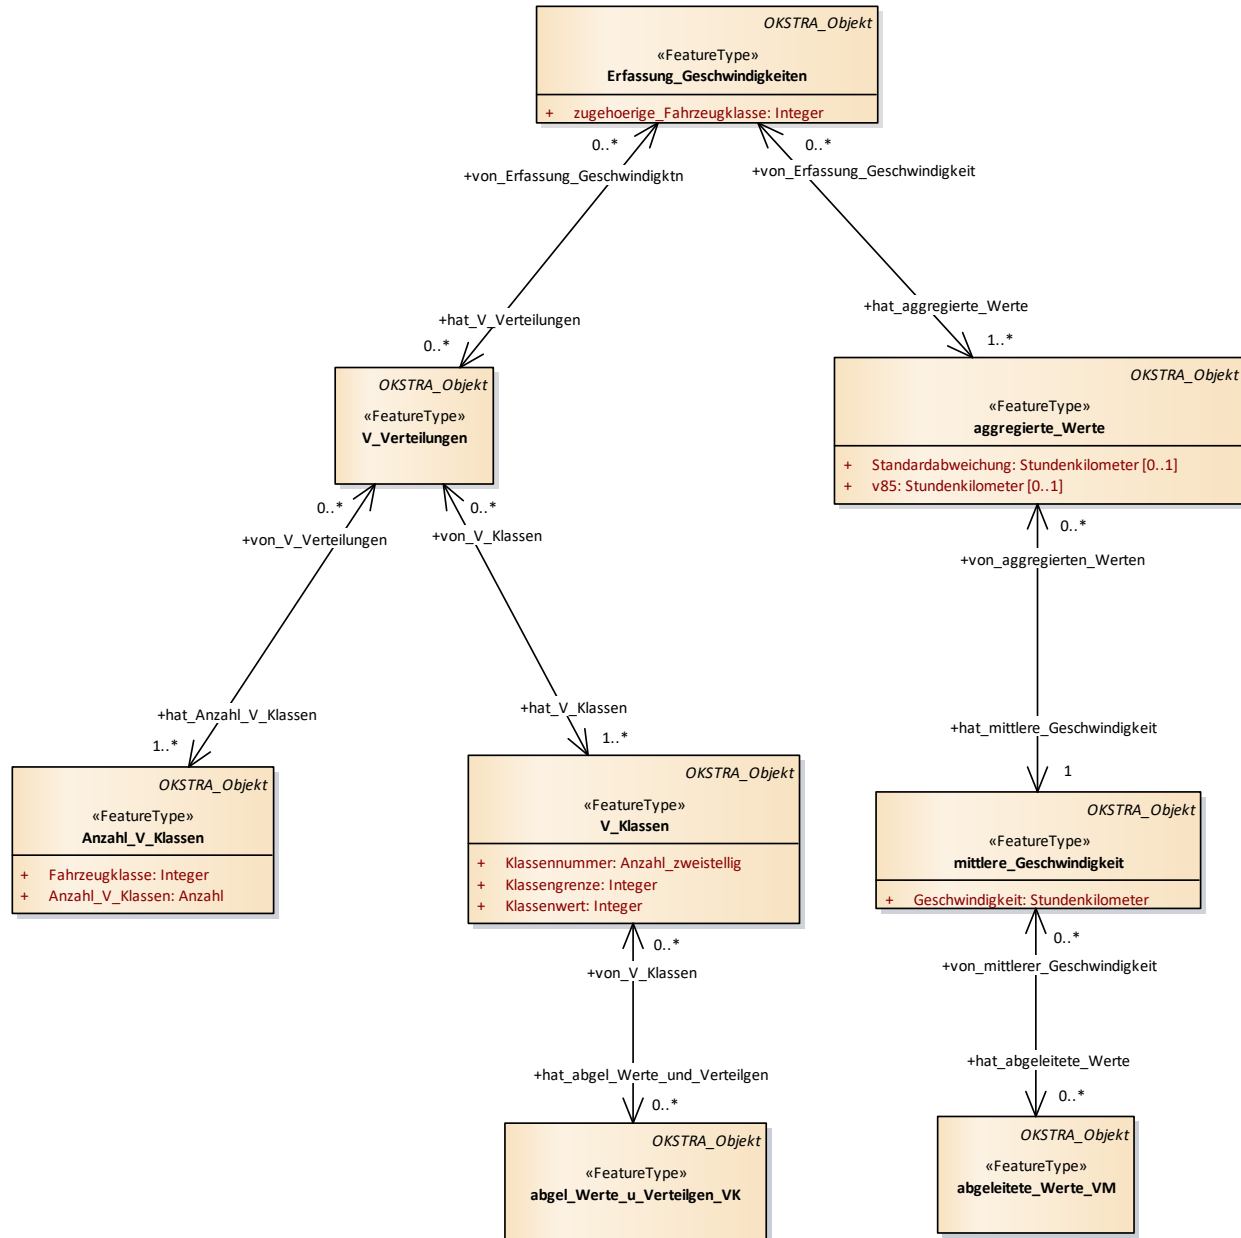 OKSTRA_Objekt
«FeatureType»
Erfassung_Geschwindigkeiten
+ zugehoerige_Fahrzeugklasse: Integer
0..*
0..*
+von_Erfassung_Geschwindigktn
+von_Erfassung_Geschwindigkeit
+hat_V_Verteilungen
0..*
+hat_aggregierte_Werte
1..*
OKSTRA_Objekt
«FeatureType»
V_Verteilungen
OKSTRA_Objekt
«FeatureType»
aggregierte_Werte
+ Standardabweichung: Stundenkilometer [0..1]
+ v85: Stundenkilometer [0..1]
0..*
0..*
0..*
+von_V_Verteilungen
+von_V_Klassen
+von_aggregierten_Werten
+hat_Anzahl_V_Klassen
1..*
+hat_V_Klassen
1..*
+hat_mittlere_Geschwindigkeit
1
OKSTRA_Objekt
«FeatureType»
Anzahl_V_Klassen
+ Fahrzeugklasse: Integer
+ Anzahl_V_Klassen: Anzahl
OKSTRA_Objekt
«FeatureType»
V_Klassen
+ Klassennummer: Anzahl_zweistellig
+ Klassengrenze: Integer
+ Klassenwert: Integer
OKSTRA_Objekt
«FeatureType»
mittlere_Geschwindigkeit
+ Geschwindigkeit: Stundenkilometer
0..*
+von_V_Klassen
0..*
+von_mittlerer_Geschwindigkeit
+hat_abgel_Werte_und_Verteilgen
0..*
+hat_abgeleitete_Werte
0..*
OKSTRA_Objekt
«FeatureType»
abgel_Werte_u_Verteilgen_VK
OKSTRA_Objekt
«FeatureType»
abgeleitete_Werte_VM